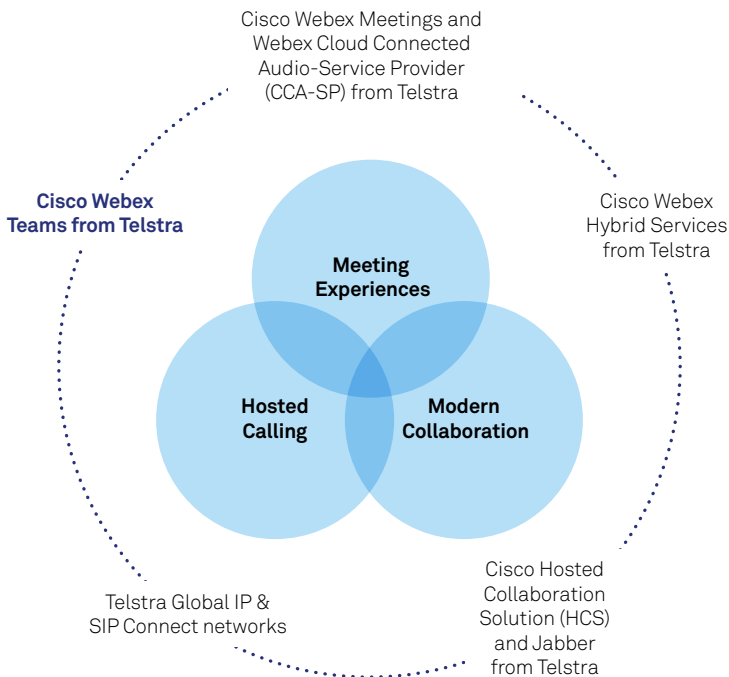 Cisco Webex Meetings and
Webex Cloud Connected
Audio-Service Provider
(CCA-SP) from Telstra
Cisco Webex
Teams from Telstra
Cisco Webex
Hybrid Services
from Telstra
Meeting
Experiences
Hosted
Calling
Modern
Collaboration
Telstra Global IP &
SIP Connect networks
Cisco Hosted
Collaboration
Solution (HCS)
and Jabber
from Telstra